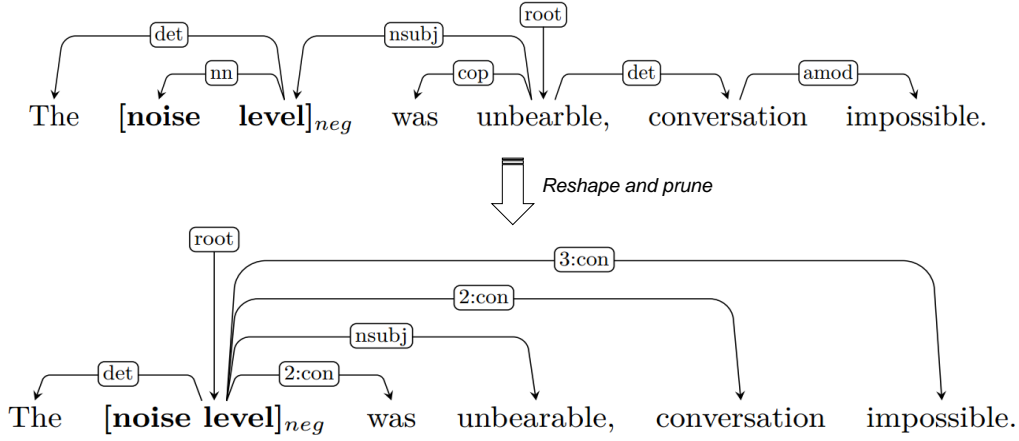 root
det nsubj
nn cop det amod
The [noise level]neg was unbearble, conversation impossible.
Reshape and prune
root
3:con
2:con
nsubj
det 2:con
The [noise level]neg was unbearable, conversation impossible.